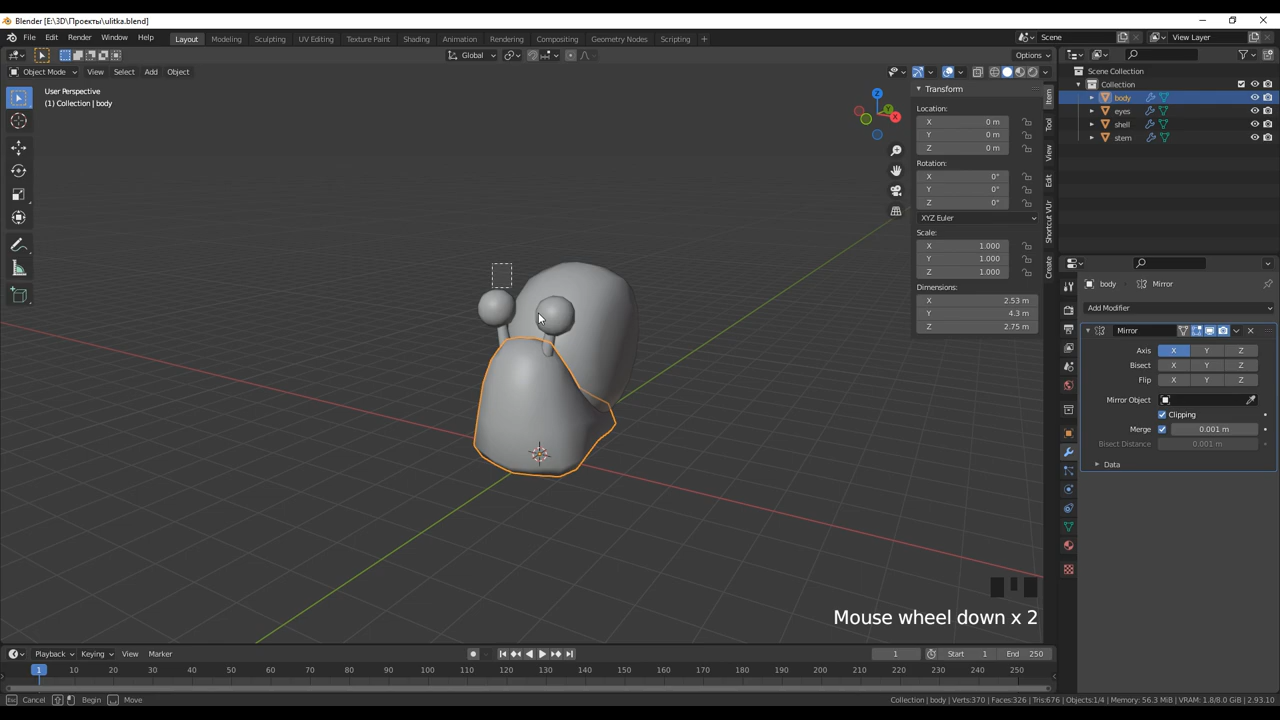 Blender [E:\3D\Проекты\ulitka.blend]
File Edit Render Window Help Layout Modeling Sculpting UV Editing Texture Paint Shading Animation Rendering Compositing Geometry Nodes Scripting + Scene View Layer
Global Options
Object Mode View Select Add Object
User Perspective
(1) Collection | body
Z
Y
X
Transform
Location:
X 0 m
Y 0 m
Z 0 m
Rotation:
X 0°
Y 0°
Z 0°
XYZ Euler
Scale:
X 1.000
Y 1.000
Z 1.000
Dimensions:
X 2.53 m
Y 4.3 m
Z 2.75 m
Item
Tool
View
Edit
Shortcut VUr
Create
Scene Collection
Collection
body
eyes
shell
stem
body Mirror
Add Modifier
Mirror
Axis X Y Z
Bisect X Y Z
Flip X Y Z
Mirror Object
Clipping
Merge 0.001 m
Bisect Distance 0.001 m
Data
Mouse wheel down x 2
Playback Keying View Marker 1 Start 1 End 250
1 10 20 30 40 50 60 70 80 90 100 110 120 130 140 150 160 170 180 190 200 210 220 230 240 250
Cancel Begin Move Collection | body | Verts:370 | Faces:326 | Tris:676 | Objects:1/4 | Memory: 56.3 MiB | VRAM: 1.8/8.0 GiB | 2.93.10